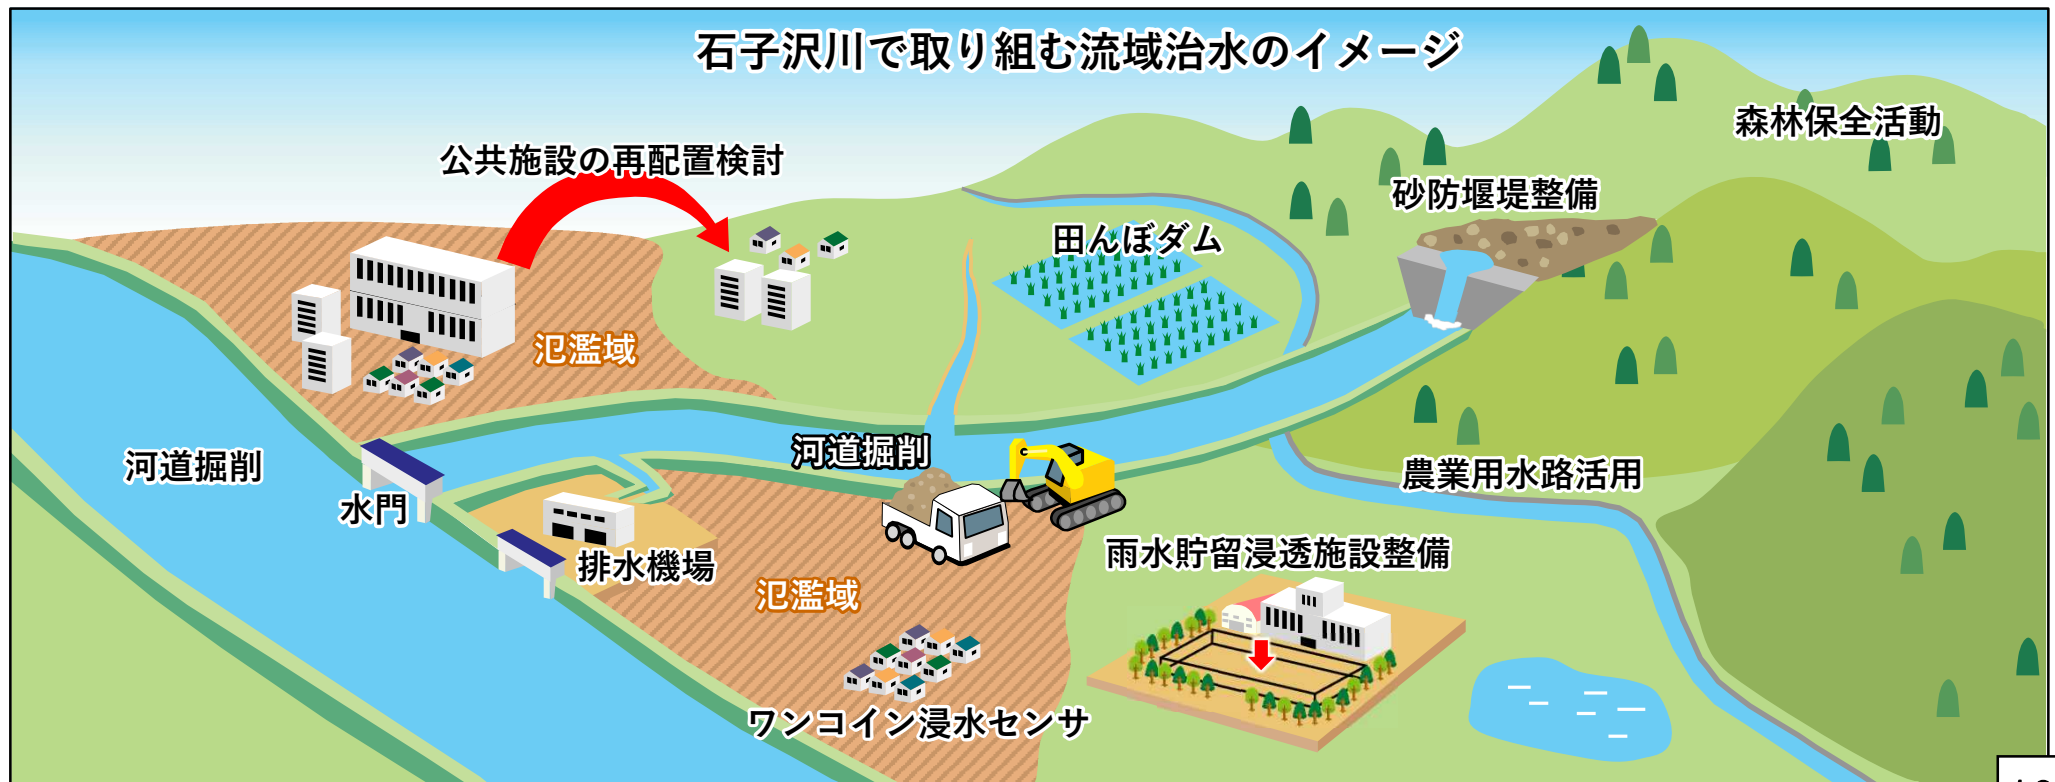 石子沢川で取り組む流域治水のイメージ
森林保全活動
公共施設の再配置検討
砂防堰堤整備
田んぼダム
氾濫域
河道掘削
河道掘削
農業用水路活用
水門
排水機場
雨水貯留浸透施設整備
氾濫域
ワンコイン浸水センサ